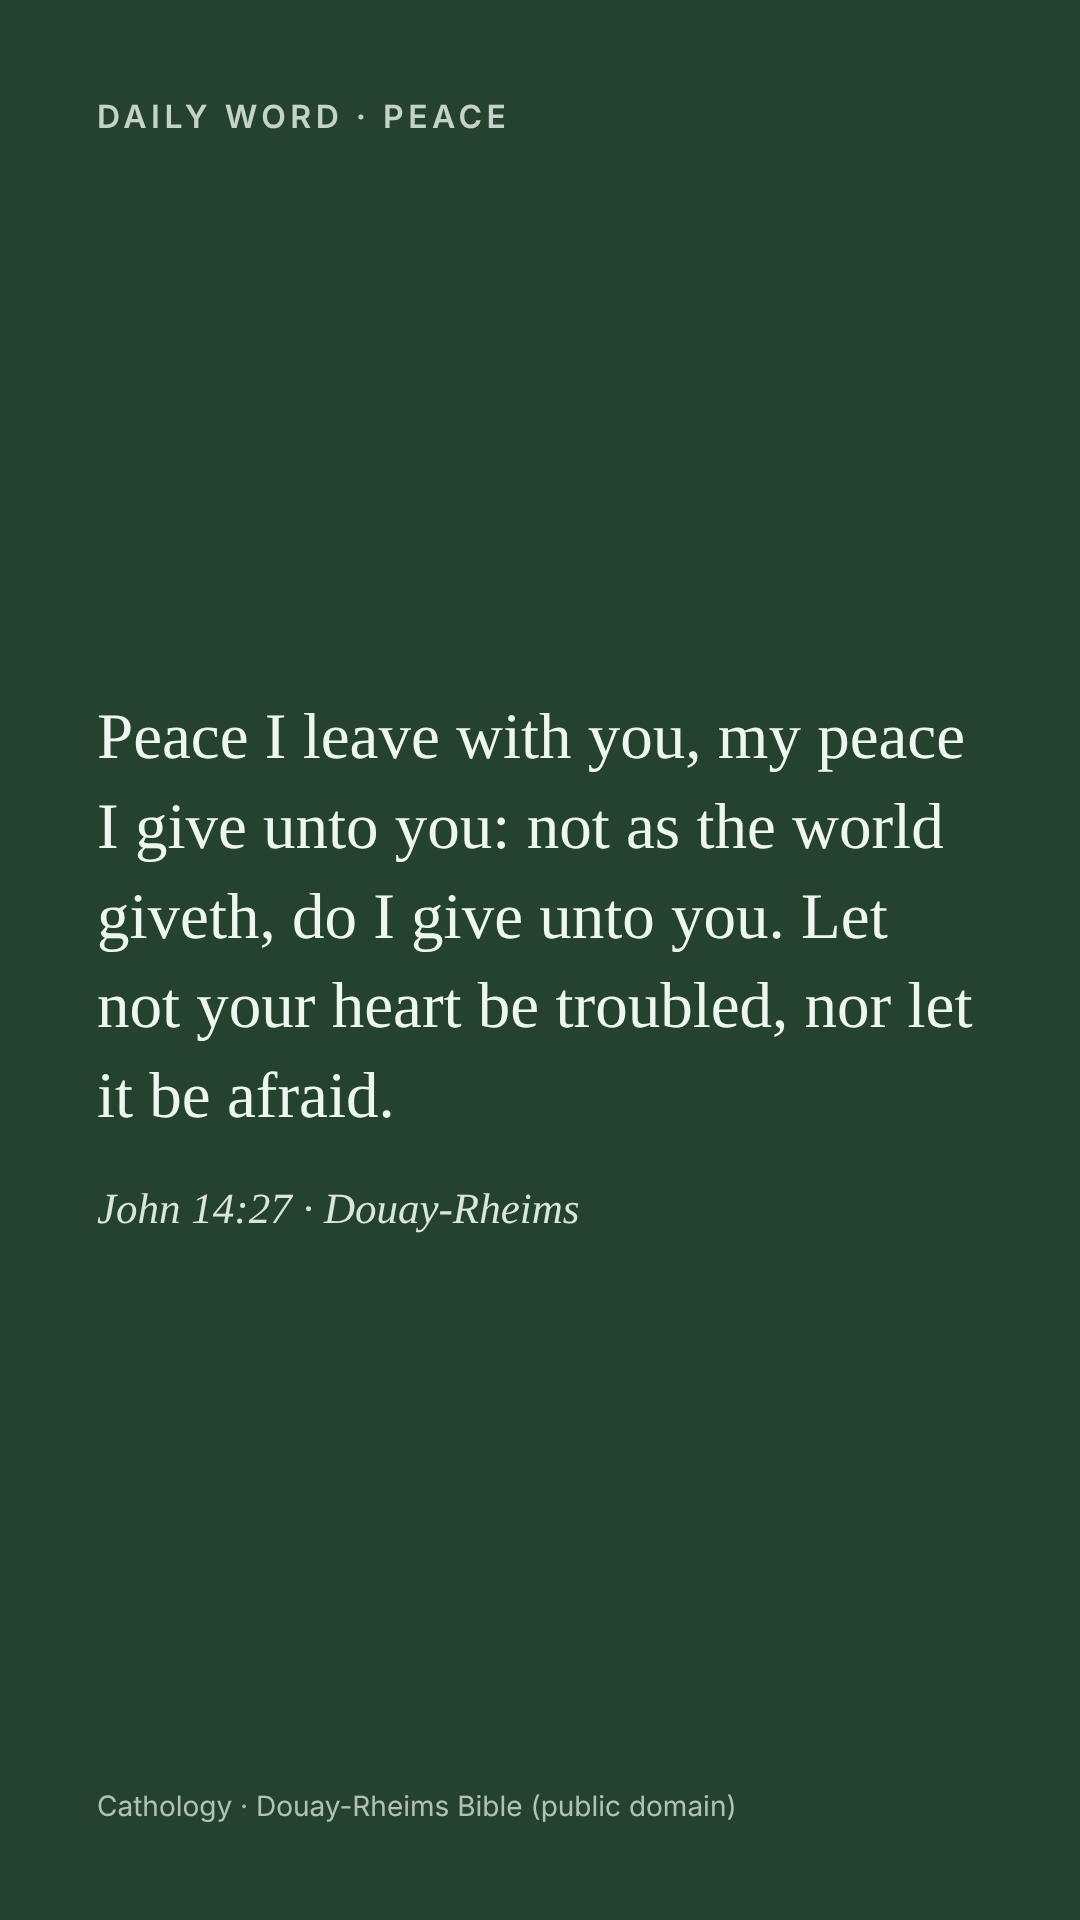 DAILY WORD · PEACE
Peace I leave with you, my peace
I give unto you: not as the world
giveth, do I give unto you. Let
not your heart be troubled, nor let
it be afraid.
John 14:27 · Douay-Rheims
Cathology · Douay-Rheims Bible (public domain)